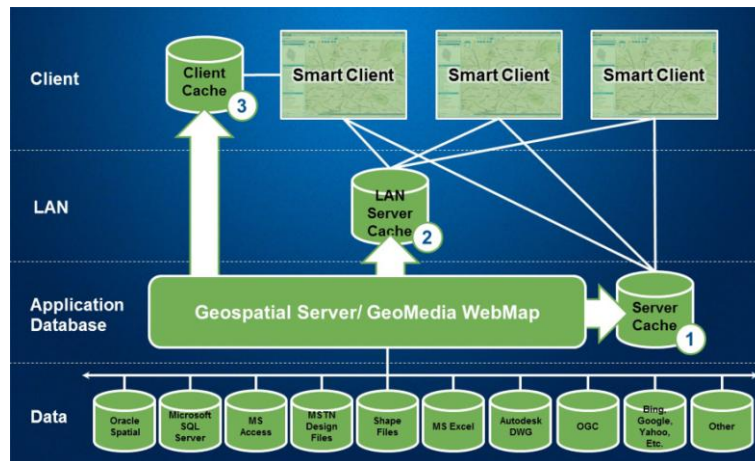 Client
Client
Cache
3
Smart Client
Smart Client
Smart Client
LAN
LAN
Server
Cache
2
Application
Database
Geospatial Server/ GeoMedia WebMap
Server
Cache
1
Data
Oracle
Spatial
Microsoft
SQL
Server
MS
Access
MSTN
Design
Files
Shape
Files
MS Excel
Autodesk
DWG
OGC
Bing,
Google,
Yahoo,
Etc.
Other